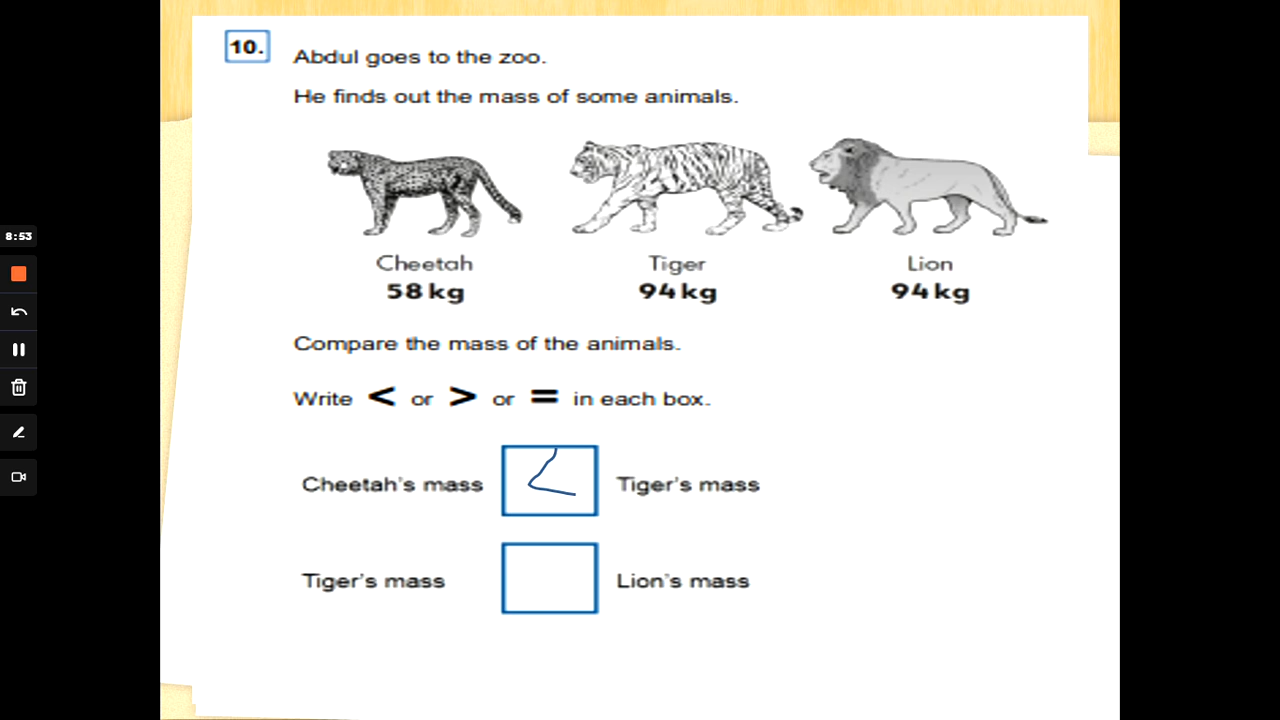 10.
Abdul goes to the zoo.
He finds out the mass of some animals.
Cheetah Tiger Lion
58 kg 94 kg 94 kg
Compare the mass of the animals.
Write < or > or = in each box.
Cheetah's mass < Tiger's mass
Tiger's mass Lion's mass
8:53